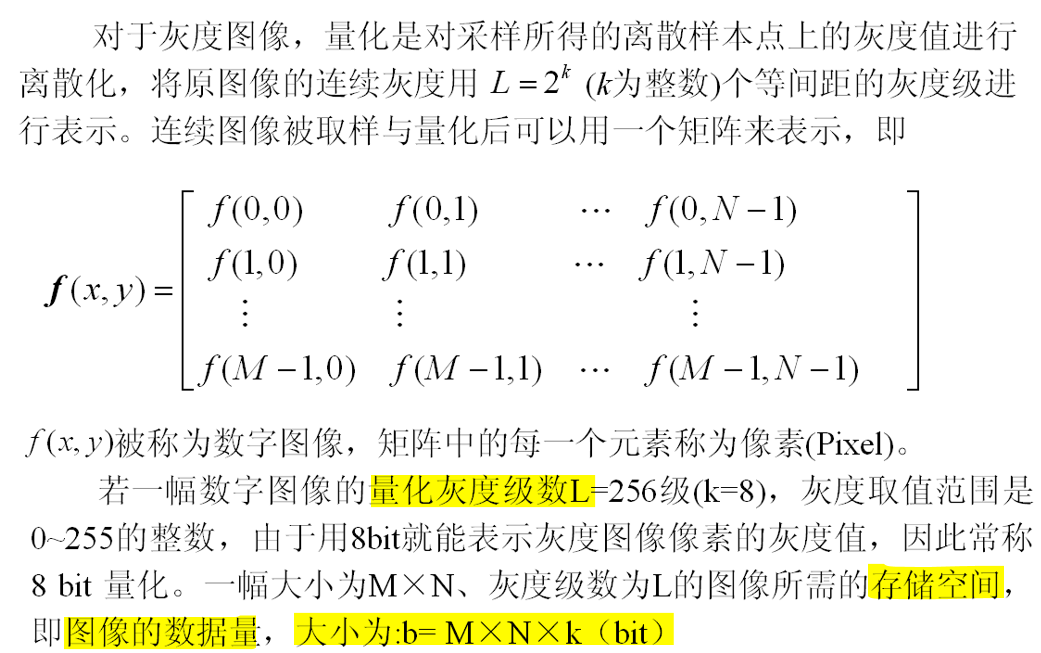 对于灰度图像，量化是对采样所得的离散样本点上的灰度值进行
离散化，将原图像的连续灰度用 L = 2^k (k为整数)个等间距的灰度级进
行表示。连续图像被取样与量化后可以用一个矩阵来表示，即
f(0,0) f(0,1) ⋯ f(0,N−1)
f(1,0) f(1,1) ⋯ f(1,N−1)
f(x,y)=
⋮ ⋮ ⋮
f(M−1,0) f(M−1,1) ⋯ f(M−1,N−1)
f(x,y)被称为数字图像，矩阵中的每一个元素称为像素(Pixel)。
若一幅数字图像的量化灰度级数L=256级(k=8)，灰度取值范围是
0~255的整数，由于用8bit就能表示灰度图像像素的灰度值，因此常称
8 bit 量化。一幅大小为M×N、灰度级数为L的图像所需的存储空间，
即图像的数据量，大小为:b= M×N×k（bit）